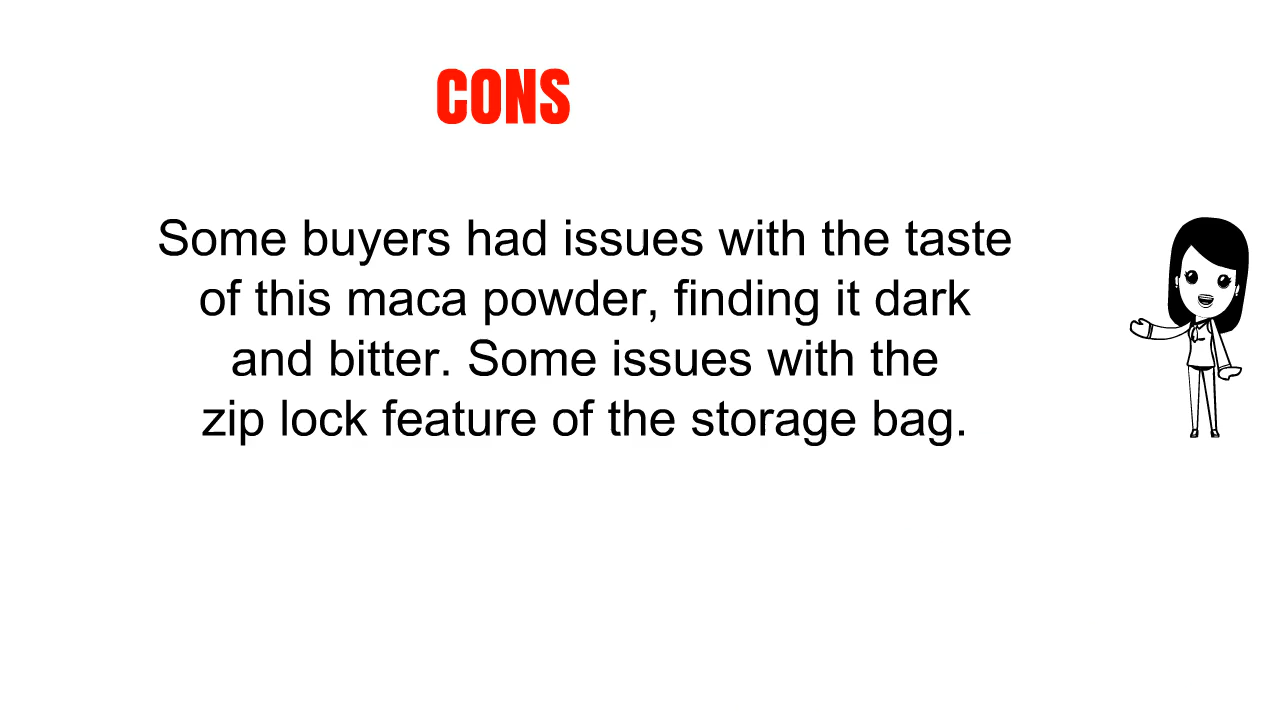 CONS
Some buyers had issues with the taste
of this maca powder, finding it dark
and bitter. Some issues with the
zip lock feature of the storage bag.